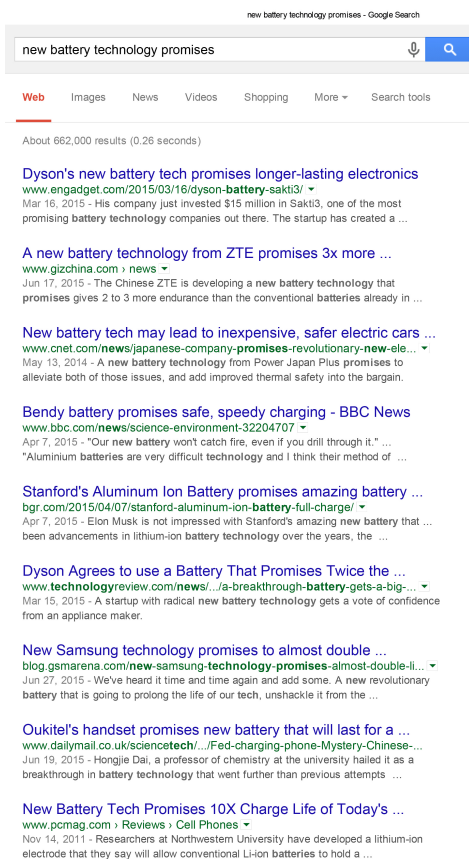 new battery technology promises - Google Search
new battery technology promises
Web Images News Videos Shopping More Search tools
About 662,000 results (0.26 seconds)
Dyson's new battery tech promises longer-lasting electronics
www.engadget.com/2015/03/16/dyson-battery-sakti3/
Mar 16, 2015 - His company just invested $15 million in Sakti3, one of the most
promising battery technology companies out there. The startup has created a ...
A new battery technology from ZTE promises 3x more ...
www.gizchina.com › news
Jun 17, 2015 - The Chinese ZTE is developing a new battery technology that
promises gives 2 to 3 more endurance than the conventional batteries already in ...
New battery tech may lead to inexpensive, safer electric cars ...
www.cnet.com/news/japanese-company-promises-revolutionary-new-ele...
May 13, 2014 - A new battery technology from Power Japan Plus promises to
alleviate both of those issues, and add improved thermal safety into the bargain.
Bendy battery promises safe, speedy charging - BBC News
www.bbc.com/news/science-environment-32204707
Apr 7, 2015 - "Our new battery won't catch fire, even if you drill through it." ...
"Aluminium batteries are very difficult technology and I think their method of ...
Stanford's Aluminum Ion Battery promises amazing battery ...
bgr.com/2015/04/07/stanford-aluminum-ion-battery-full-charge/
Apr 7, 2015 - Elon Musk is not impressed with Stanford's amazing new battery that ...
been advancements in lithium-ion battery technology over the years, the ...
Dyson Agrees to use a Battery That Promises Twice the ...
www.technologyreview.com/news/.../a-breakthrough-battery-gets-a-big-...
Mar 15, 2015 - A startup with radical new battery technology gets a vote of confidence
from an appliance maker.
New Samsung technology promises to almost double ...
blog.gsmarena.com/new-samsung-technology-promises-almost-double-li...
Jun 27, 2015 - We've heard it time and time again and add some. A new revolutionary
battery that is going to prolong the life of our tech, unshackle it from the ...
Oukitel's handset promises new battery that will last for a ...
www.dailymail.co.uk/sciencetech/.../Fed-charging-phone-Mystery-Chinese-...
Jun 19, 2015 - Hongjie Dai, a professor of chemistry at the university hailed it as a
breakthrough in battery technology that went further than previous attempts ...
New Battery Tech Promises 10X Charge Life of Today's ...
www.pcmag.com › Reviews › Cell Phones
Nov 14, 2011 - Researchers at Northwestern University have developed a lithium-ion
electrode that they say will allow conventional Li-ion batteries to hold a ...